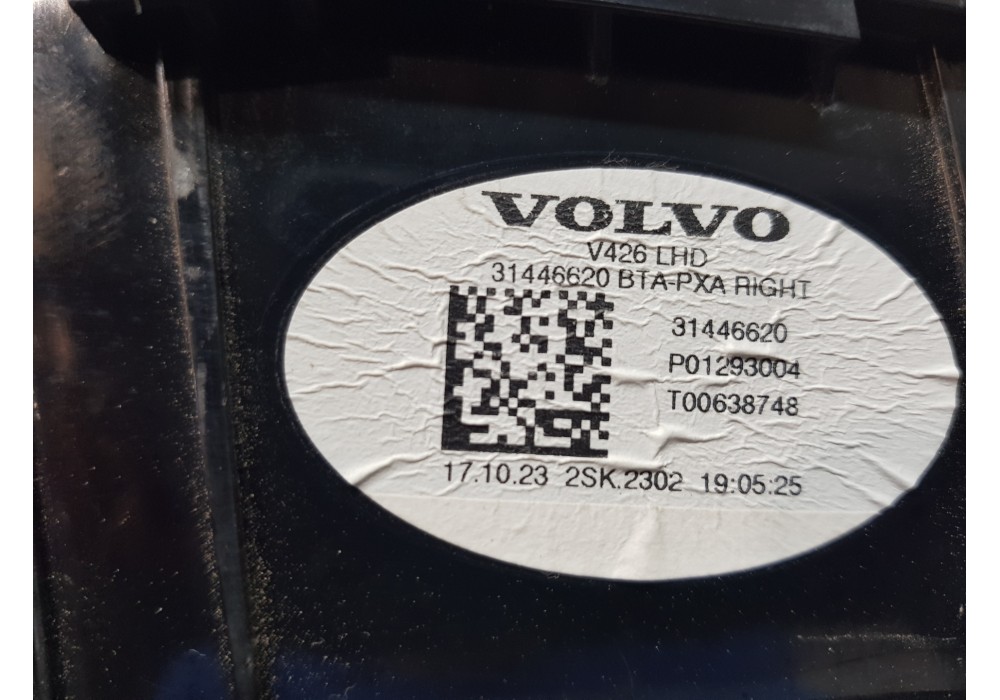 VOLVO
V426 LHD
31446620 BTA-PXA RIGHT
31446620
P01293004
T00638748
17.10.23 2SK.2302 19:05:25